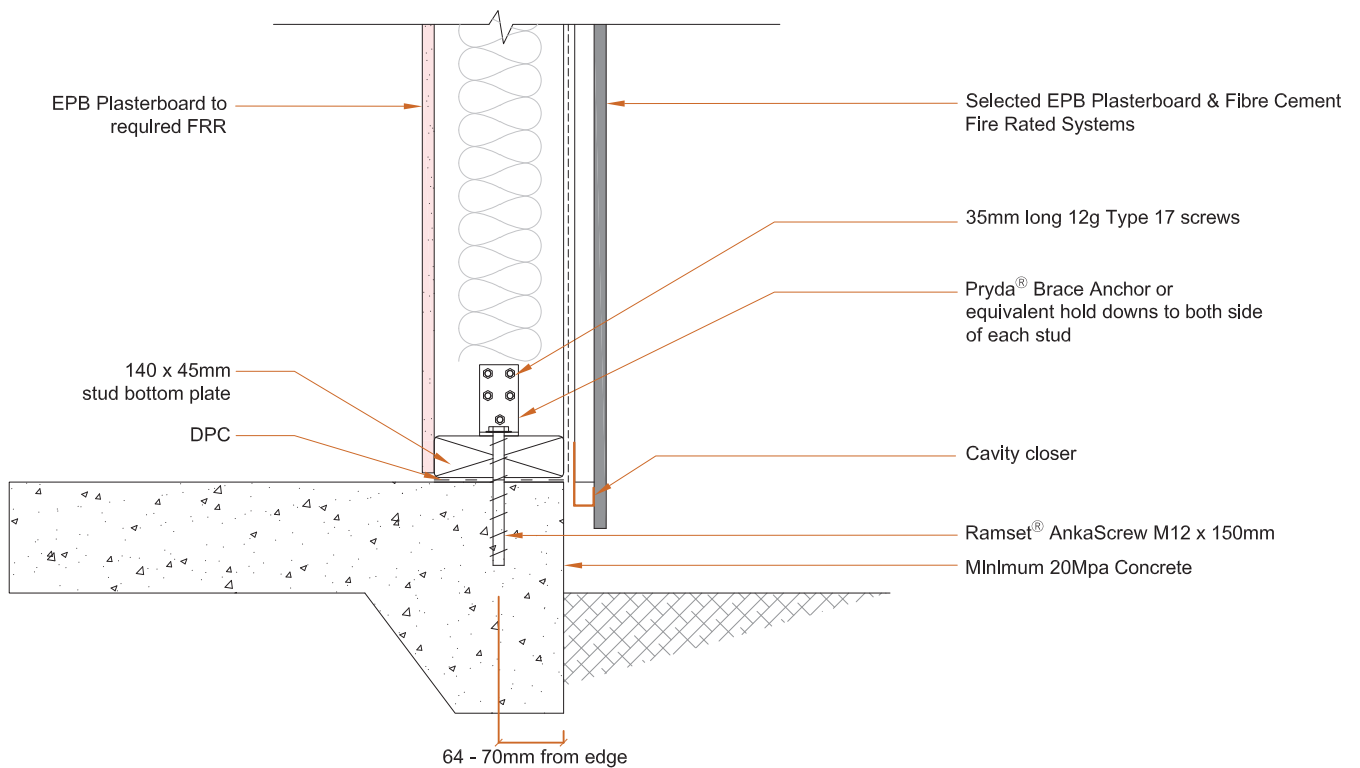 EPB Plasterboard to
required FRR
Selected EPB Plasterboard & Fibre Cement
Fire Rated Systems
35mm long 12g Type 17 screws
Pryda® Brace Anchor or
equivalent hold downs to both side
of each stud
140 x 45mm
stud bottom plate
DPC
Cavity closer
Ramset® AnkaScrew M12 x 150mm
Minimum 20Mpa Concrete
64 - 70mm from edge